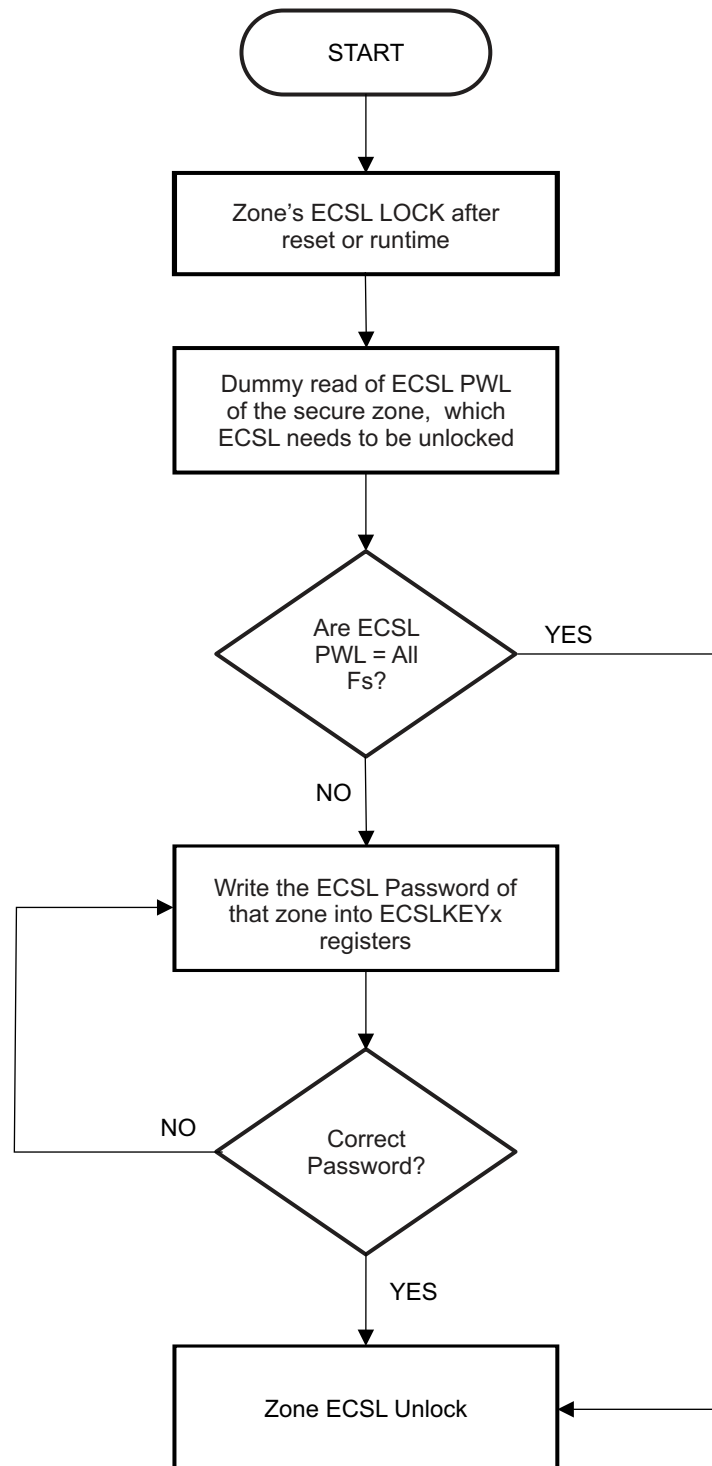 START
Zone's ECSL LOCK after
reset or runtime
Dummy read of ECSL PWL
of the secure zone, which
ECSL needs to be unlocked
Are ECSL
PWL = All
Fs?
YES
NO
Write the ECSL Password of
that zone into ECSLKEYx
registers
NO
Correct
Password?
YES
Zone ECSL Unlock